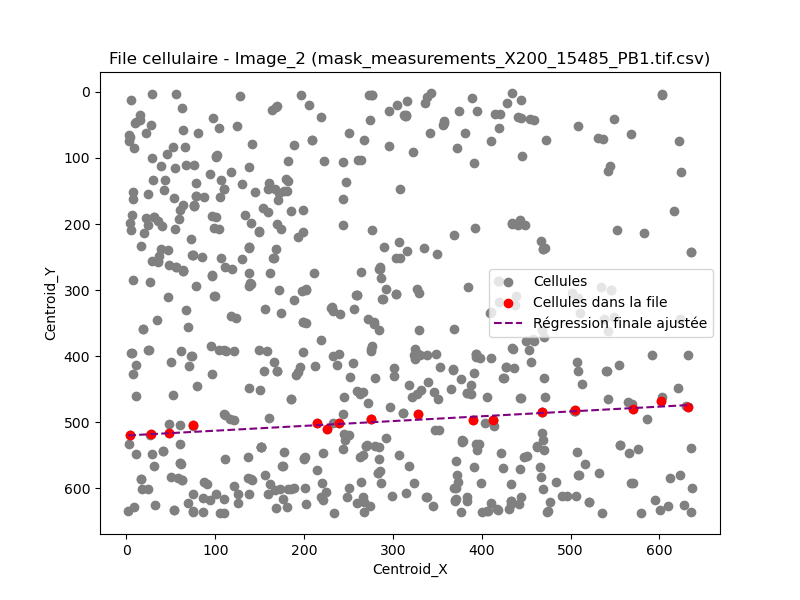 File cellulaire - Image_2 (mask_measurements_X200_15485_PB1.tif.csv)
0
100
200
300
400
500
600
Centroid_Y
Cellules
Cellules dans la file
Régression finale ajustée
0 100 200 300 400 500 600
Centroid_X